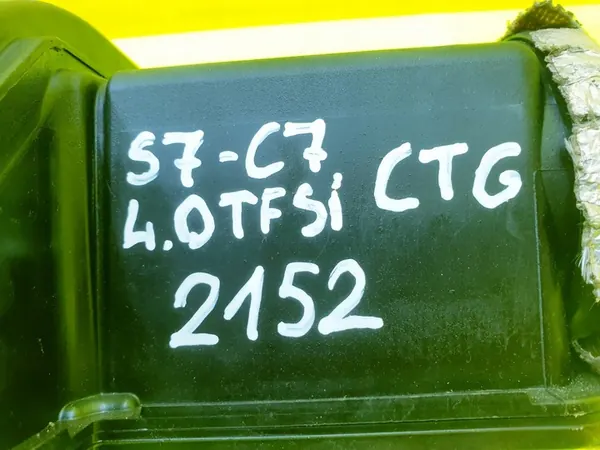 S7-C7 CTG
4.0TFSi
2152